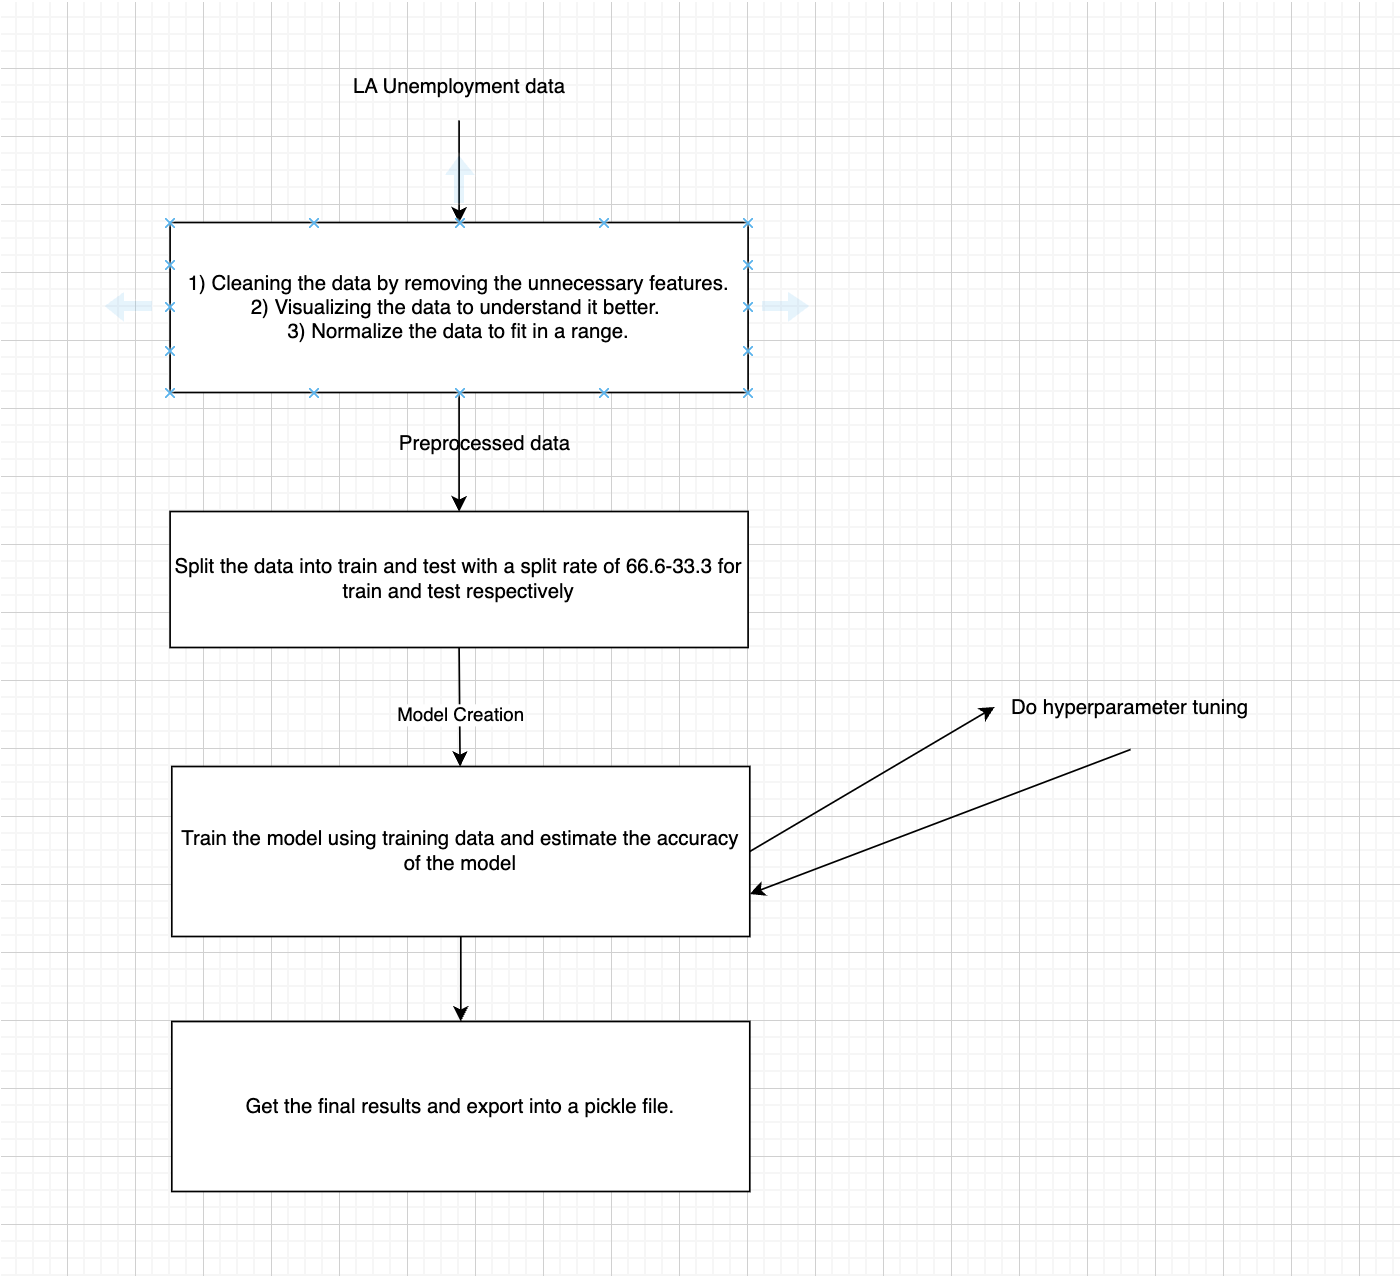 LA Unemployment data
1) Cleaning the data by removing the unnecessary features.
2) Visualizing the data to understand it better.
3) Normalize the data to fit in a range.
Preprocessed data
Split the data into train and test with a split rate of 66.6-33.3 for
train and test respectively
Model Creation
Do hyperparameter tuning
Train the model using training data and estimate the accuracy
of the model
Get the final results and export into a pickle file.